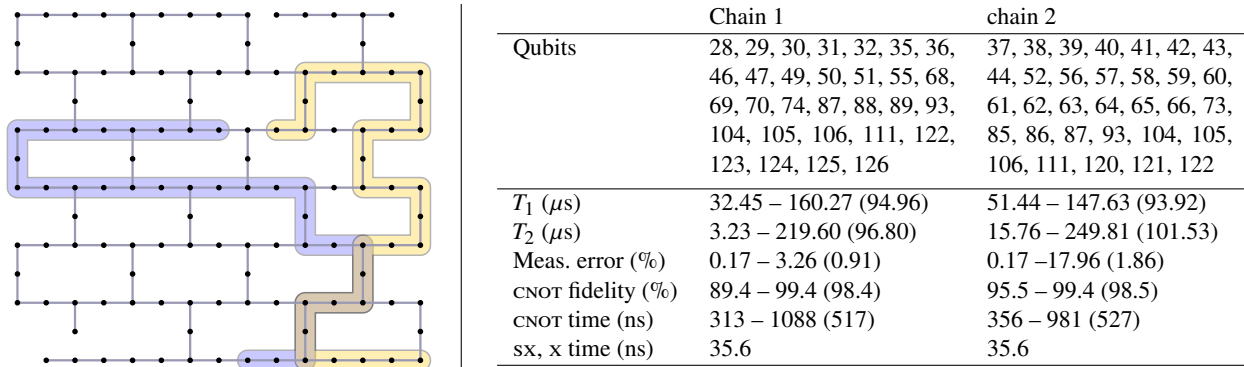 Chain 1 chain 2
Qubits 28, 29, 30, 31, 32, 35, 36, 37, 38, 39, 40, 41, 42, 43,
46, 47, 49, 50, 51, 55, 68, 44, 52, 56, 57, 58, 59, 60,
69, 70, 74, 87, 88, 89, 93, 61, 62, 63, 64, 65, 66, 73,
104, 105, 106, 111, 122, 85, 86, 87, 93, 104, 105,
123, 124, 125, 126 106, 111, 120, 121, 122
T₁ (μs) 32.45 – 160.27 (94.96) 51.44 – 147.63 (93.92)
T₂ (μs) 3.23 – 219.60 (96.80) 15.76 – 249.81 (101.53)
Meas. error (%) 0.17 – 3.26 (0.91) 0.17 –17.96 (1.86)
CNOT fidelity (%) 89.4 – 99.4 (98.4) 95.5 – 99.4 (98.5)
CNOT time (ns) 313 – 1088 (517) 356 – 981 (527)
SX, X time (ns) 35.6 35.6